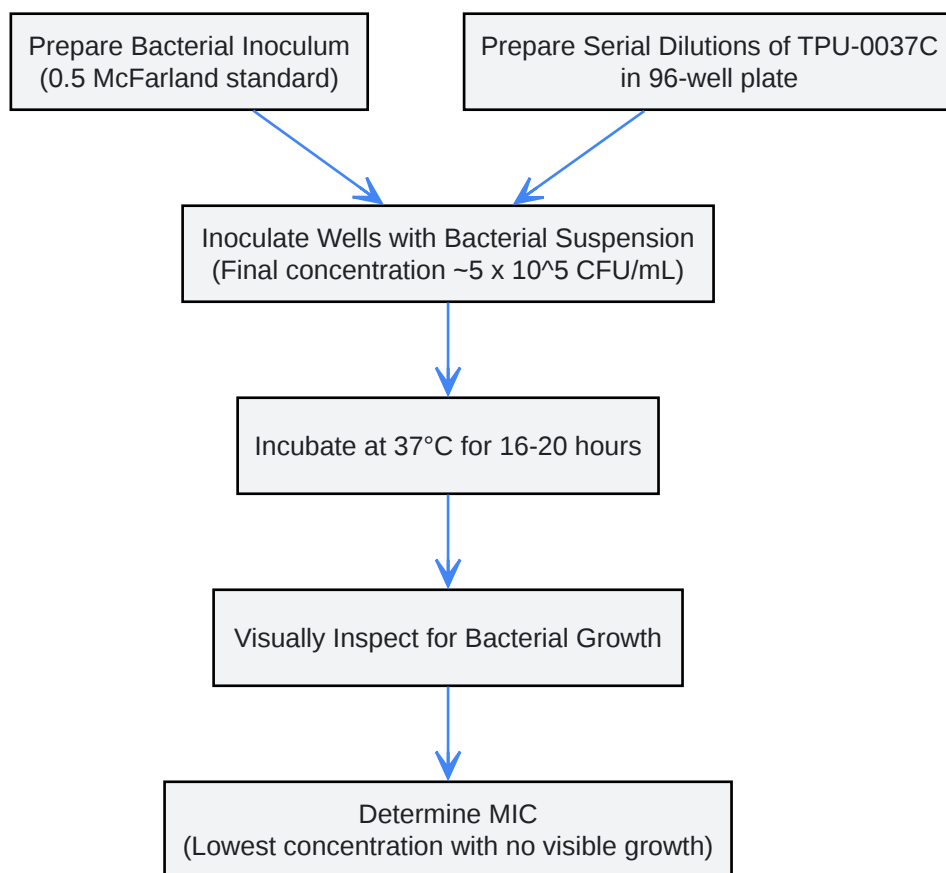 Prepare Bacterial Inoculum
(0.5 McFarland standard)
Prepare Serial Dilutions of TPU-0037C
in 96-well plate
Inoculate Wells with Bacterial Suspension
(Final concentration ~5 x 10^5 CFU/mL)
Incubate at 37°C for 16-20 hours
Visually Inspect for Bacterial Growth
Determine MIC
(Lowest concentration with no visible growth)